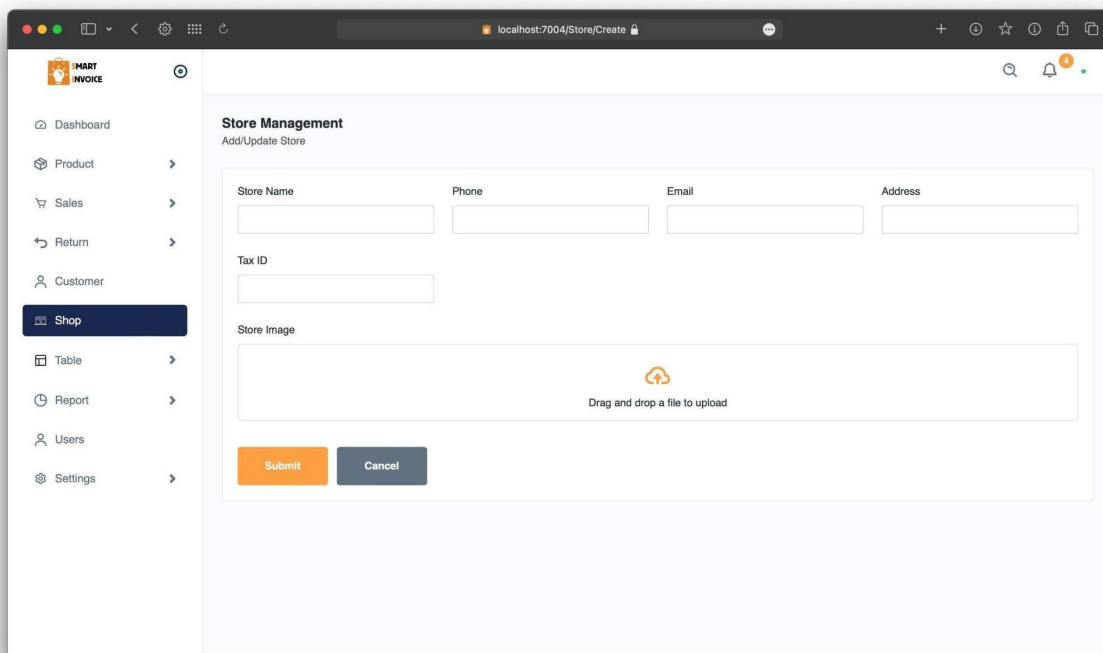 localhost:7004/Store/Create
SMART
INVOICE
4
Dashboard
Product
Sales
Return
Customer
Shop
Table
Report
Users
Settings
Store Management
Add/Update Store
Store Name Phone Email Address
Tax ID
Store Image
Drag and drop a file to upload
Submit Cancel